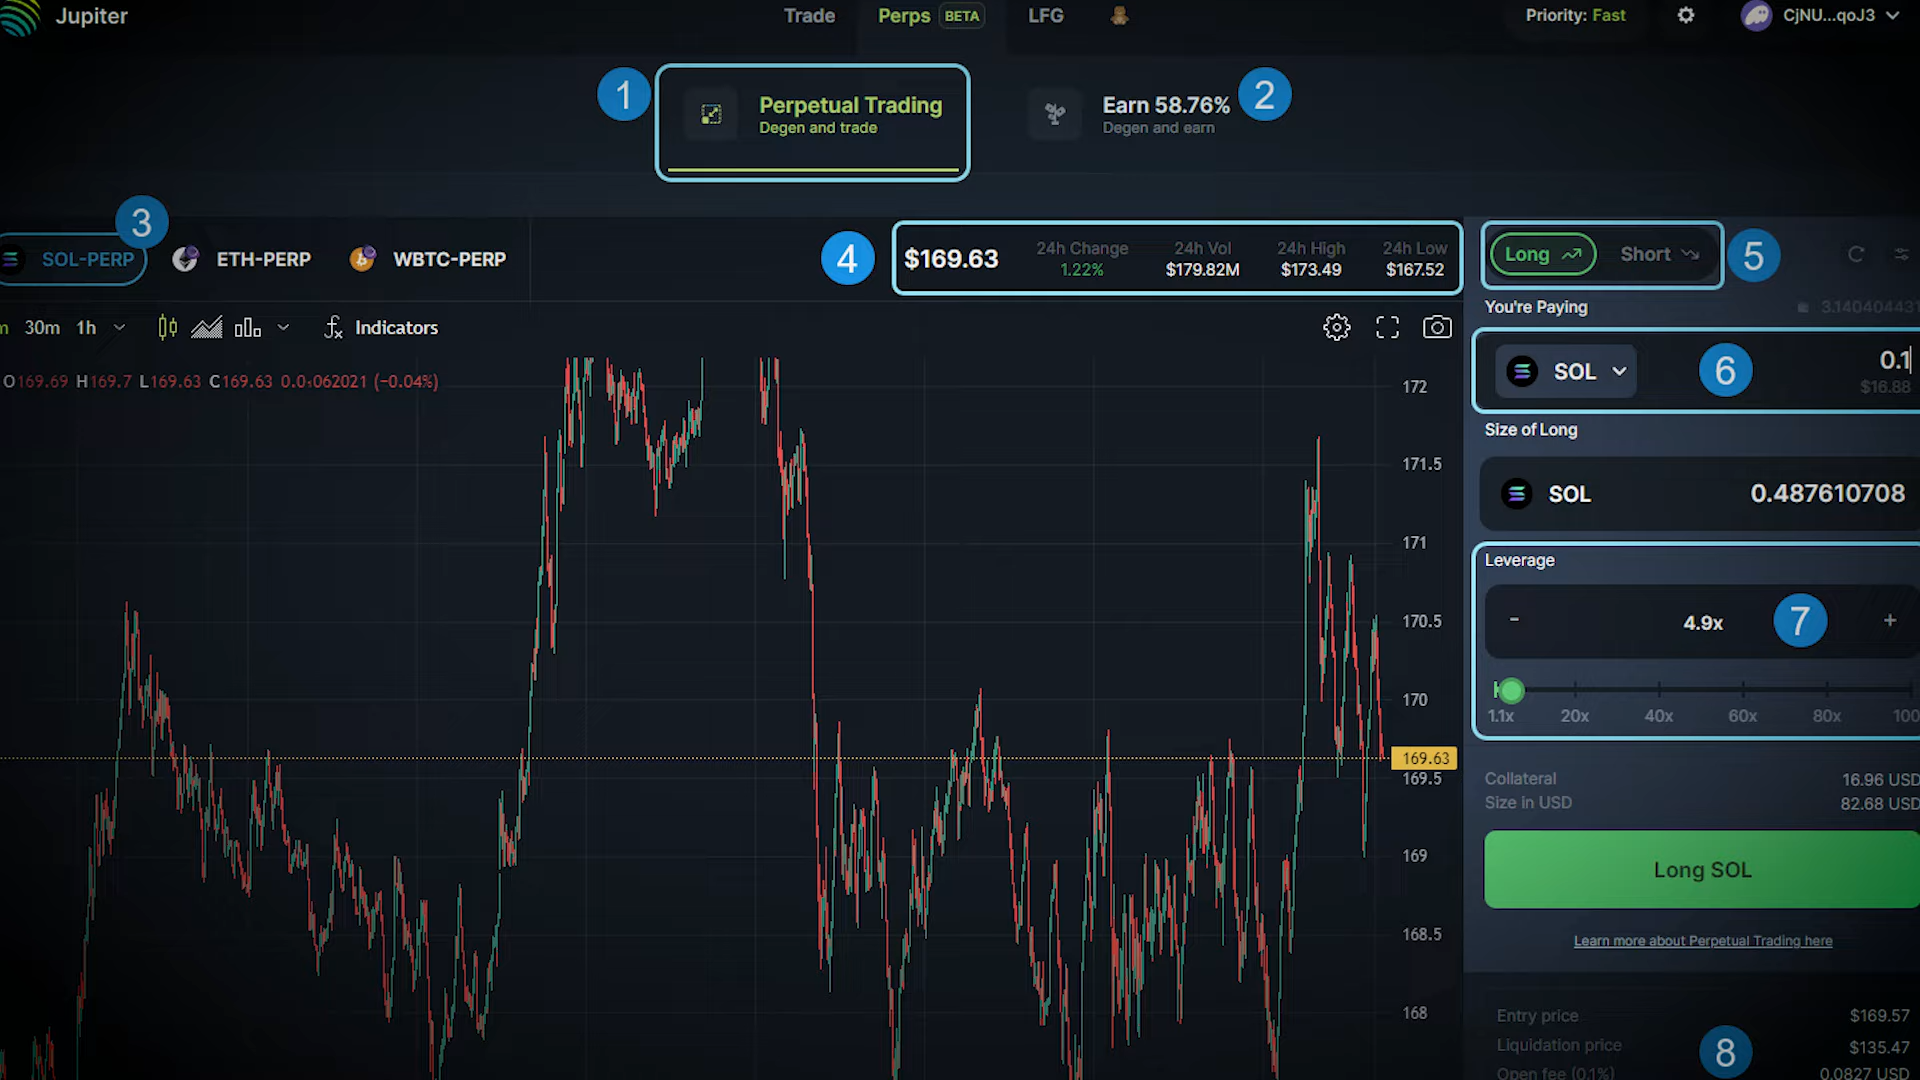 Jupiter
Trade
Perps BETA
LFG
Priority: Fast
CjNU...qoJ3
1
Perpetual Trading
Degen and trade
Earn 58.76%
Degen and earn
2
3
SOL-PERP
ETH-PERP
WBTC-PERP
4
$169.63
24h Change
1.22%
24h Vol
$179.82M
24h High
$173.49
24h Low
$167.52
Long
Short
5
m 30m 1h
Indicators
O169.69 H169.7 L169.63 C169.63 0.0₁062021 (−0.04%)
172
171.5
171
170.5
170
169.63
169.5
169
168.5
168
You're Paying
3.140404431
SOL
6
0.1
$16.88
Size of Long
SOL
0.487610708
Leverage
-
4.9x
7
+
1.1x 20x 40x 60x 80x 100
Collateral 16.96 USD
Size in USD 82.68 USD
Long SOL
Learn more about Perpetual Trading here
Entry price $169.57
Liquidation price $135.47
8
Open fee (0.1%) 0.0827 USD